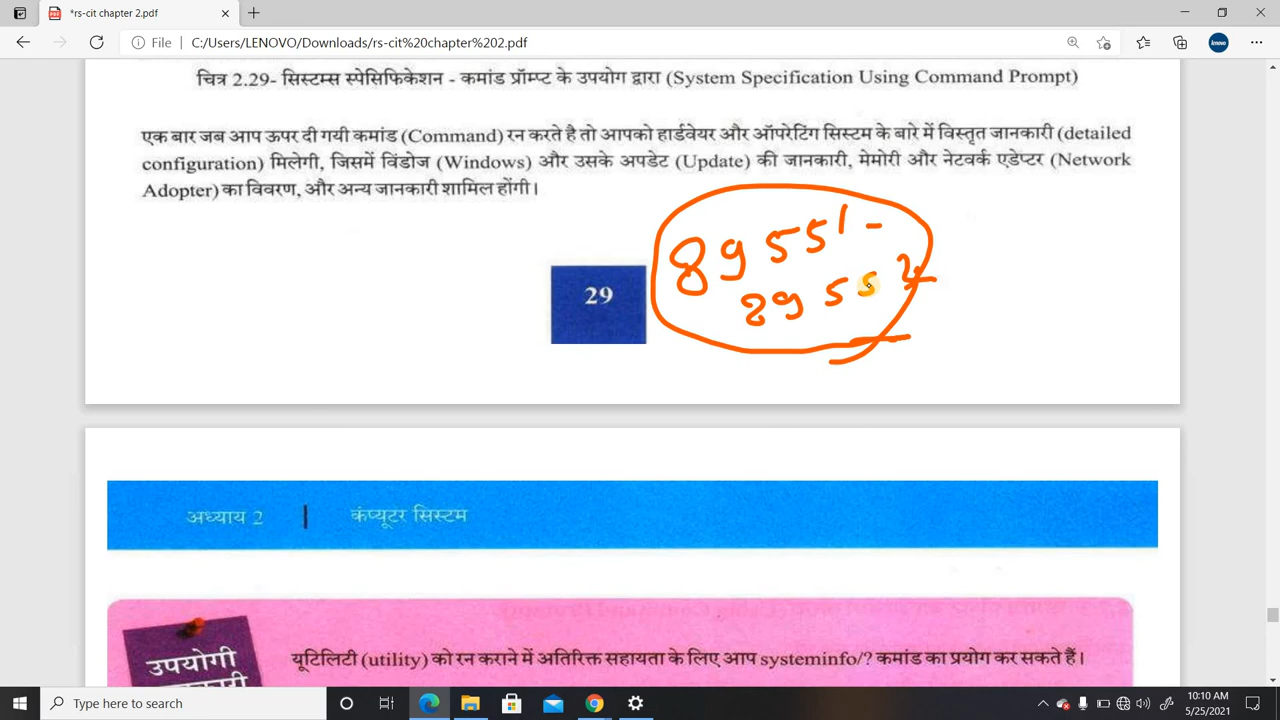 *rs-cit chapter 2.pdf
File C:/Users/LENOVO/Downloads/rs-cit%20chapter%202.pdf
lenovo
चित्र 2.29- सिस्टम्स स्पेसिफिकेशन - कमांड प्रॉम्प्ट के उपयोग द्वारा (System Specification Using Command Prompt)
एक बार जब आप ऊपर दी गयी कमांड (Command) रन करते है तो आपको हार्डवेयर और ऑपरेटिंग सिस्टम के बारे में विस्तृत जानकारी (detailed
configuration) मिलेगी, जिसमें विंडोज (Windows) और उसके अपडेट (Update) की जानकारी, मेमोरी और नेटवर्क एडेप्टर (Network
Adopter) का विवरण, और अन्य जानकारी शामिल होंगी।
89551-
8955
29
अध्याय 2 | कंप्यूटर सिस्टम
उपयोगी
यूटिलिटी (utility) को रन कराने में अतिरिक्त सहायता के लिए आप systeminfo/? कमांड का प्रयोग कर सकते हैं।
Type here to search
10:10 AM
5/25/2021